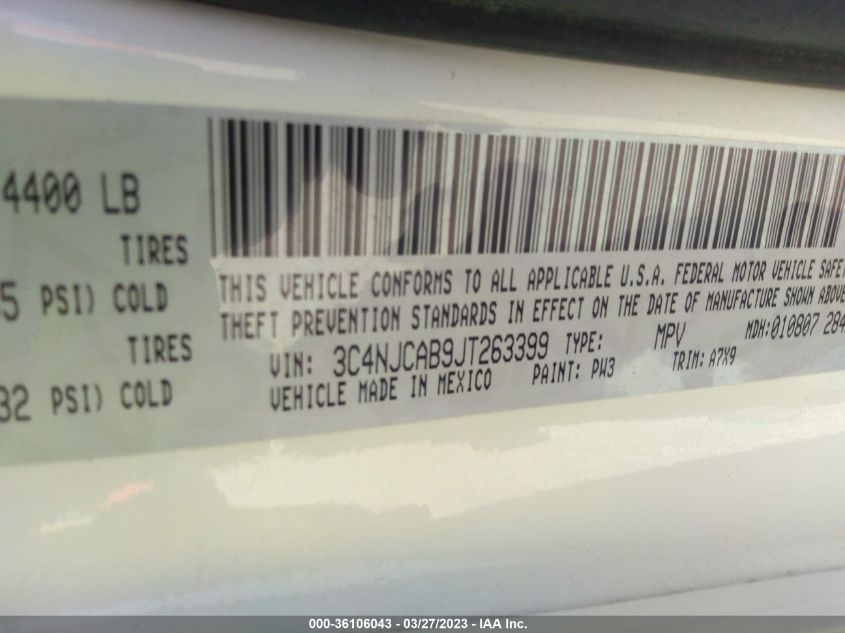 4400 LB
TIRES
5 PSI) COLD
TIRES
32 PSI) COLD
THIS VEHICLE CONFORMS TO ALL APPLICABLE U.S.A. FEDERAL MOTOR VEHICLE SAFE
THEFT PREVENTION STANDARDS IN EFFECT ON THE DATE OF MANUFACTURE SHOWN ABOVE
VIN: 3C4NJCAB9JT263399 TYPE: MPV MDH:010807 284
VEHICLE MADE IN MEXICO PAINT: PW3 TRIM: A7X9
000-36106043 - 03/27/2023 - IAA Inc.